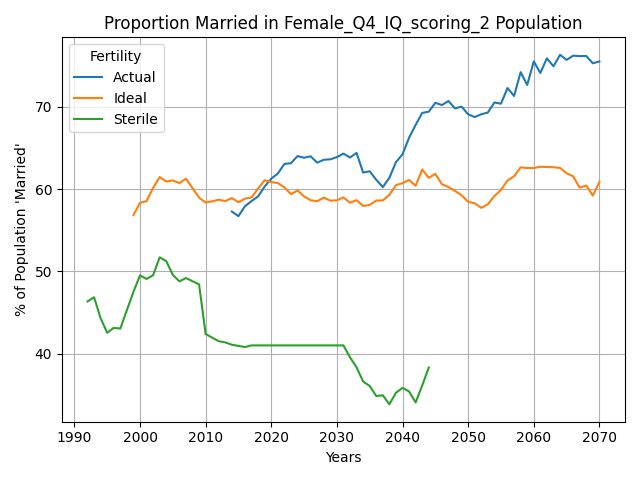 Proportion Married in Female_Q4_IQ_scoring_2 Population
Fertility
Actual
Ideal
Sterile
% of Population 'Married'
70
60
50
40
1990 2000 2010 2020 2030 2040 2050 2060 2070
Years